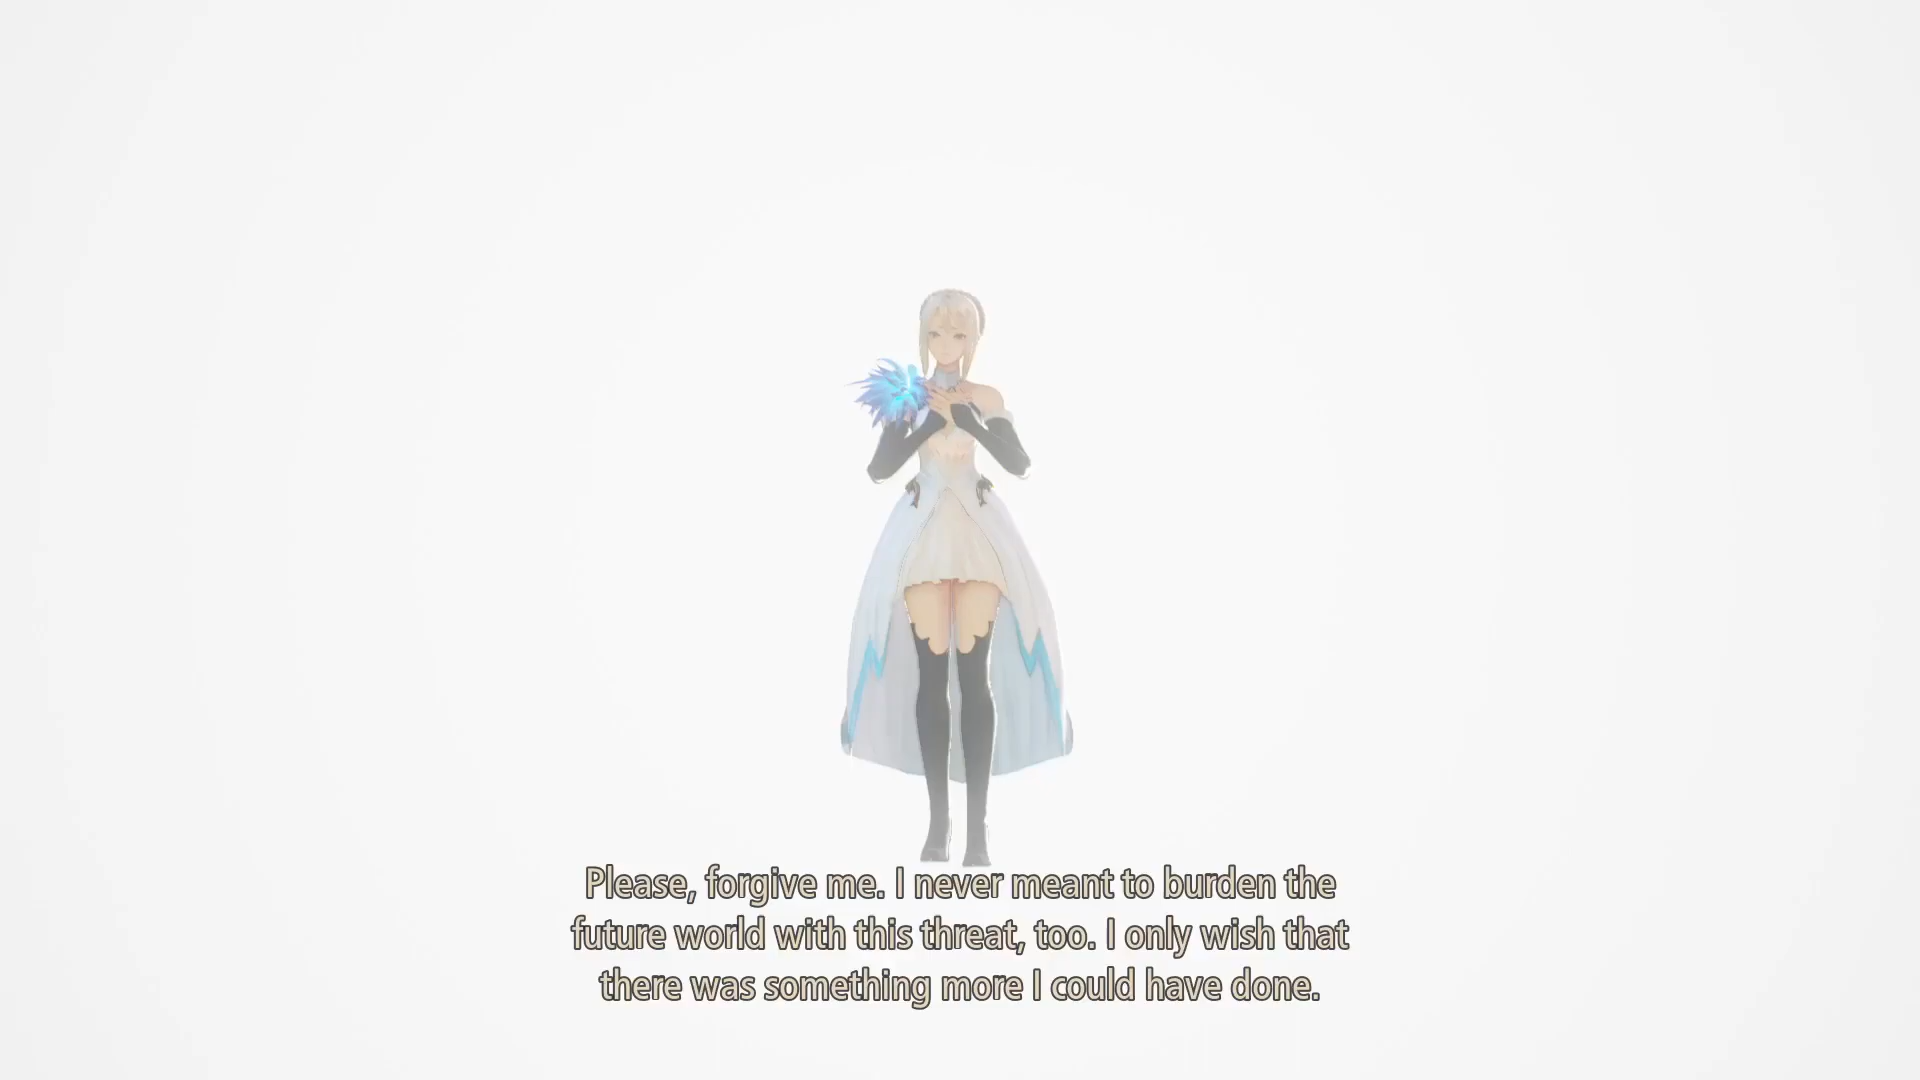 Please, forgive me. I never meant to burden the
future world with this threat, too. I only wish that
there was something more I could have done.